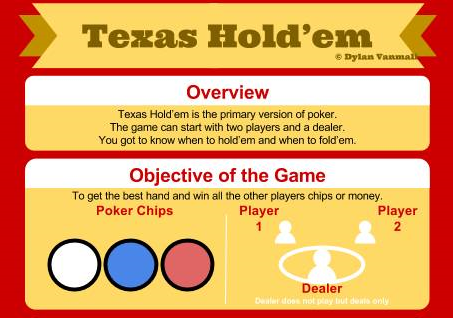 Texas Hold’em
© Dylan Vanmali
Overview
Texas Hold’em is the primary version of poker.
The game can start with two players and a dealer.
You got to know when to hold’em and when to fold’em.
Objective of the Game
To get the best hand and win all the other players chips or money.
Poker Chips
Player
1
Player
2
Dealer
Dealer does not play but deals only